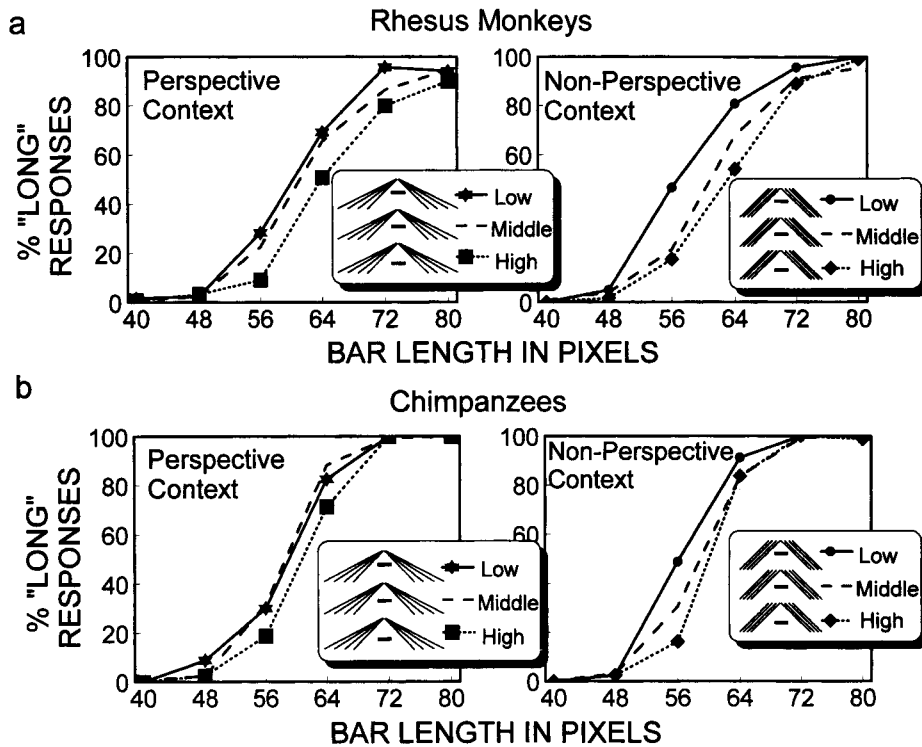 a
Rhesus Monkeys
% "LONG"
RESPONSES
100
80
60
40
20
0
Perspective
Context
Low
Middle
High
40 48 56 64 72 80
100
80
60
40
20
0
Non-Perspective
Context
Low
Middle
High
40 48 56 64 72 80
BAR LENGTH IN PIXELS
b
Chimpanzees
% "LONG"
RESPONSES
100
80
60
40
20
0
Perspective
Context
Low
Middle
High
40 48 56 64 72 80
100
80
60
40
20
0
Non-Perspective
Context
Low
Middle
High
40 48 56 64 72 80
BAR LENGTH IN PIXELS